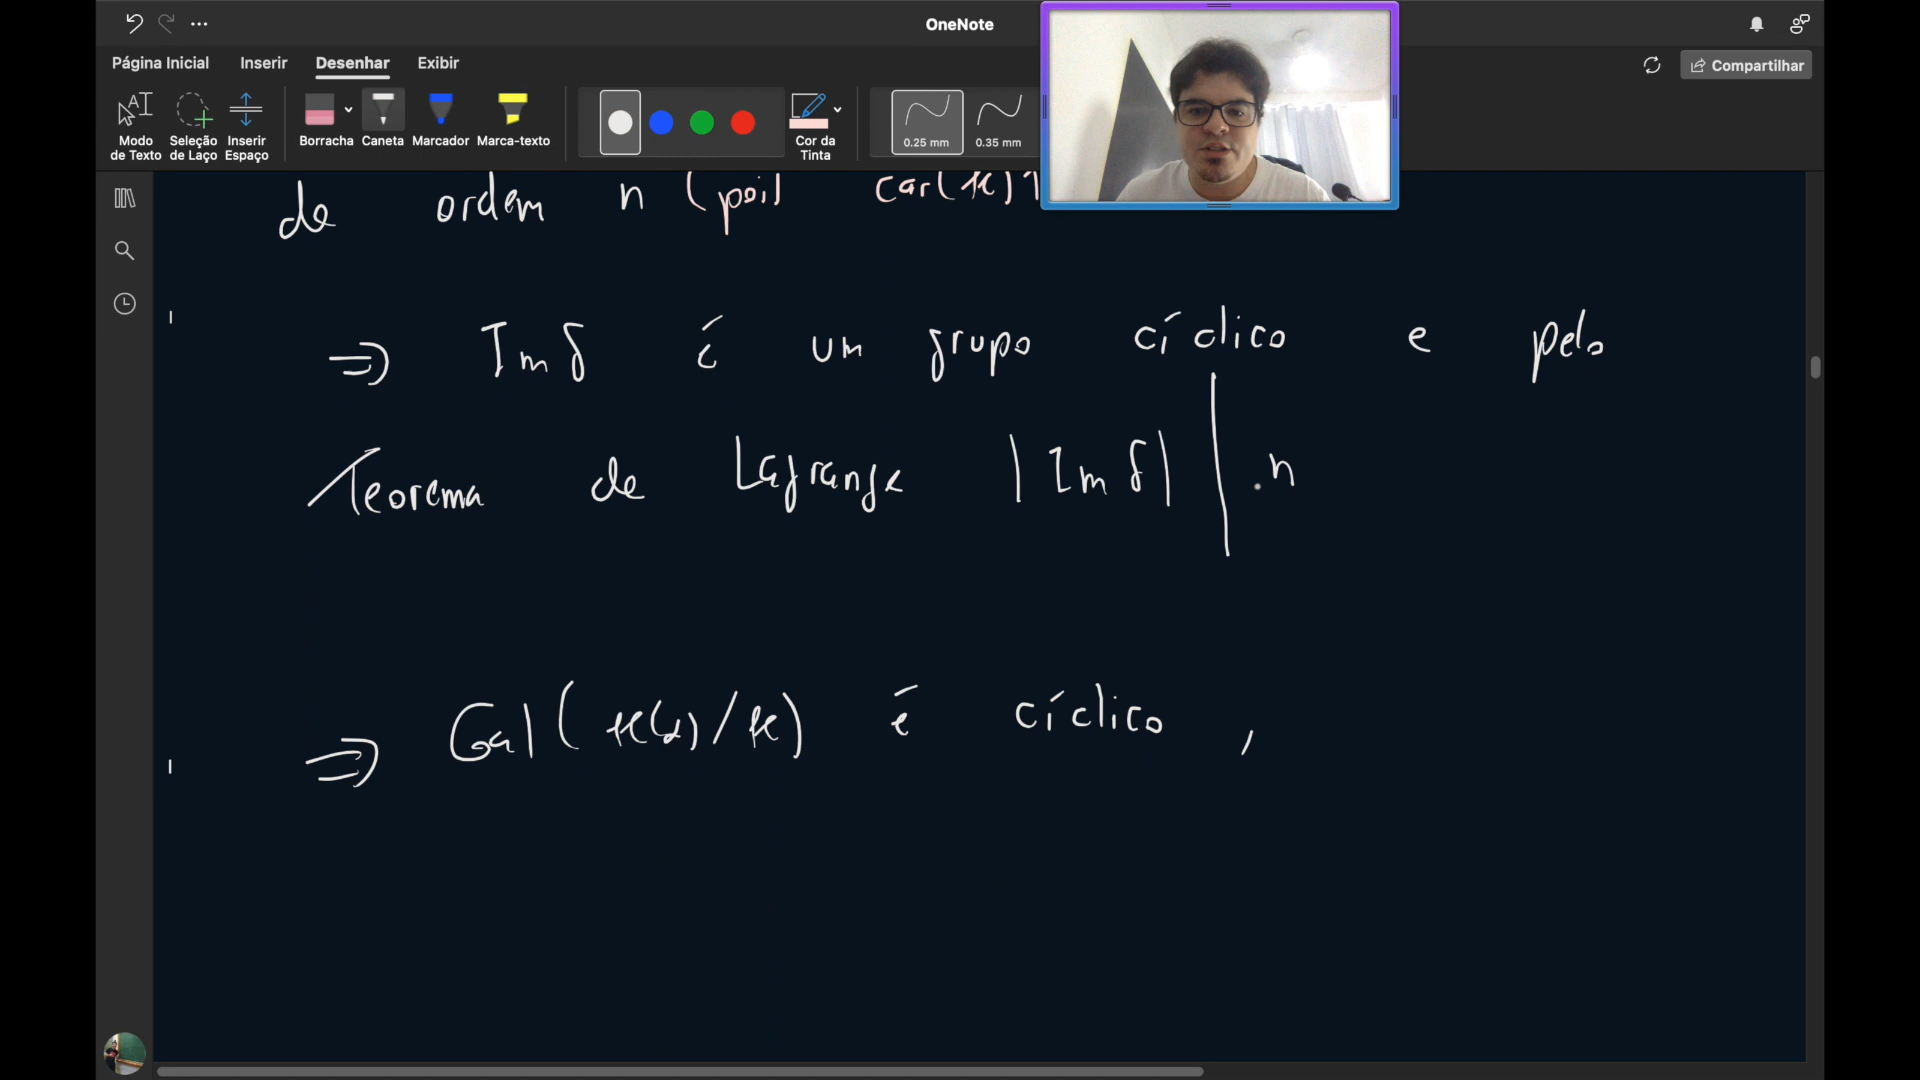 OneNote
Página Inicial Inserir Desenhar Exibir
Compartilhar
Modo de Texto
Seleção de Laço
Inserir Espaço
Borracha
Caneta
Marcador
Marca-texto
Cor da Tinta
0.25 mm
0.35 mm
de ordem n (pois car(K)
⇒ Im f é um grupo cíclico e pelo
Teorema de Lagrange |Im f| | n
⇒ Gal(K(α)/K) é cíclico,